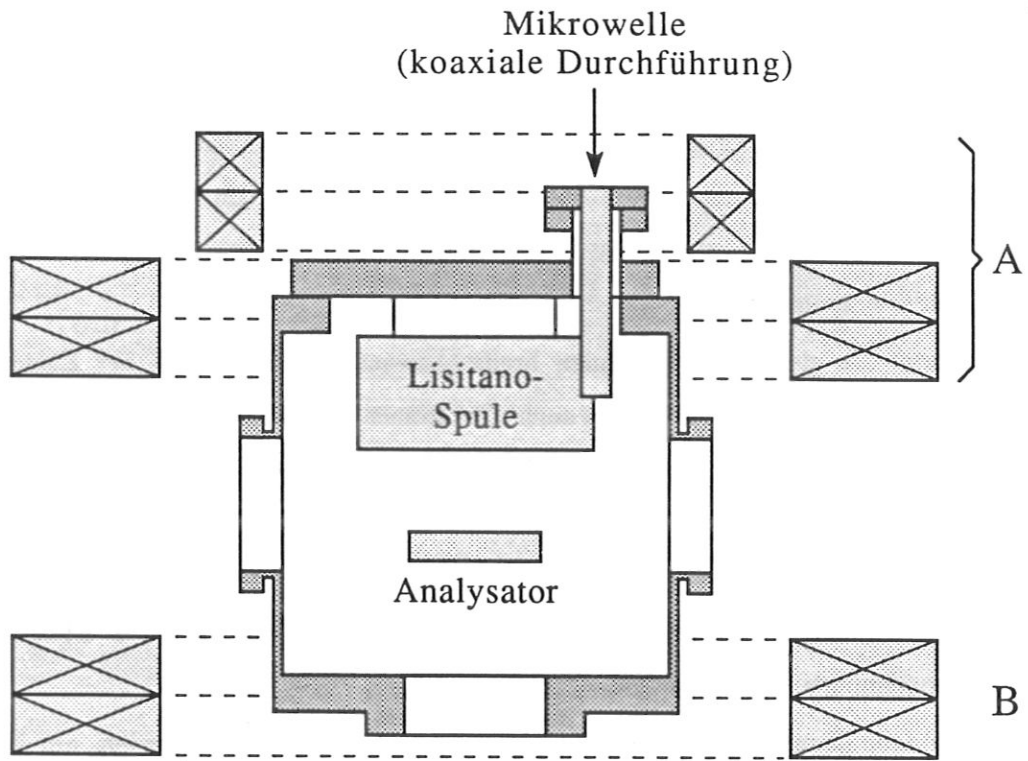 Mikrowelle
(koaxiale Durchführung)
A
Lisitano-
Spule
Analysator
B